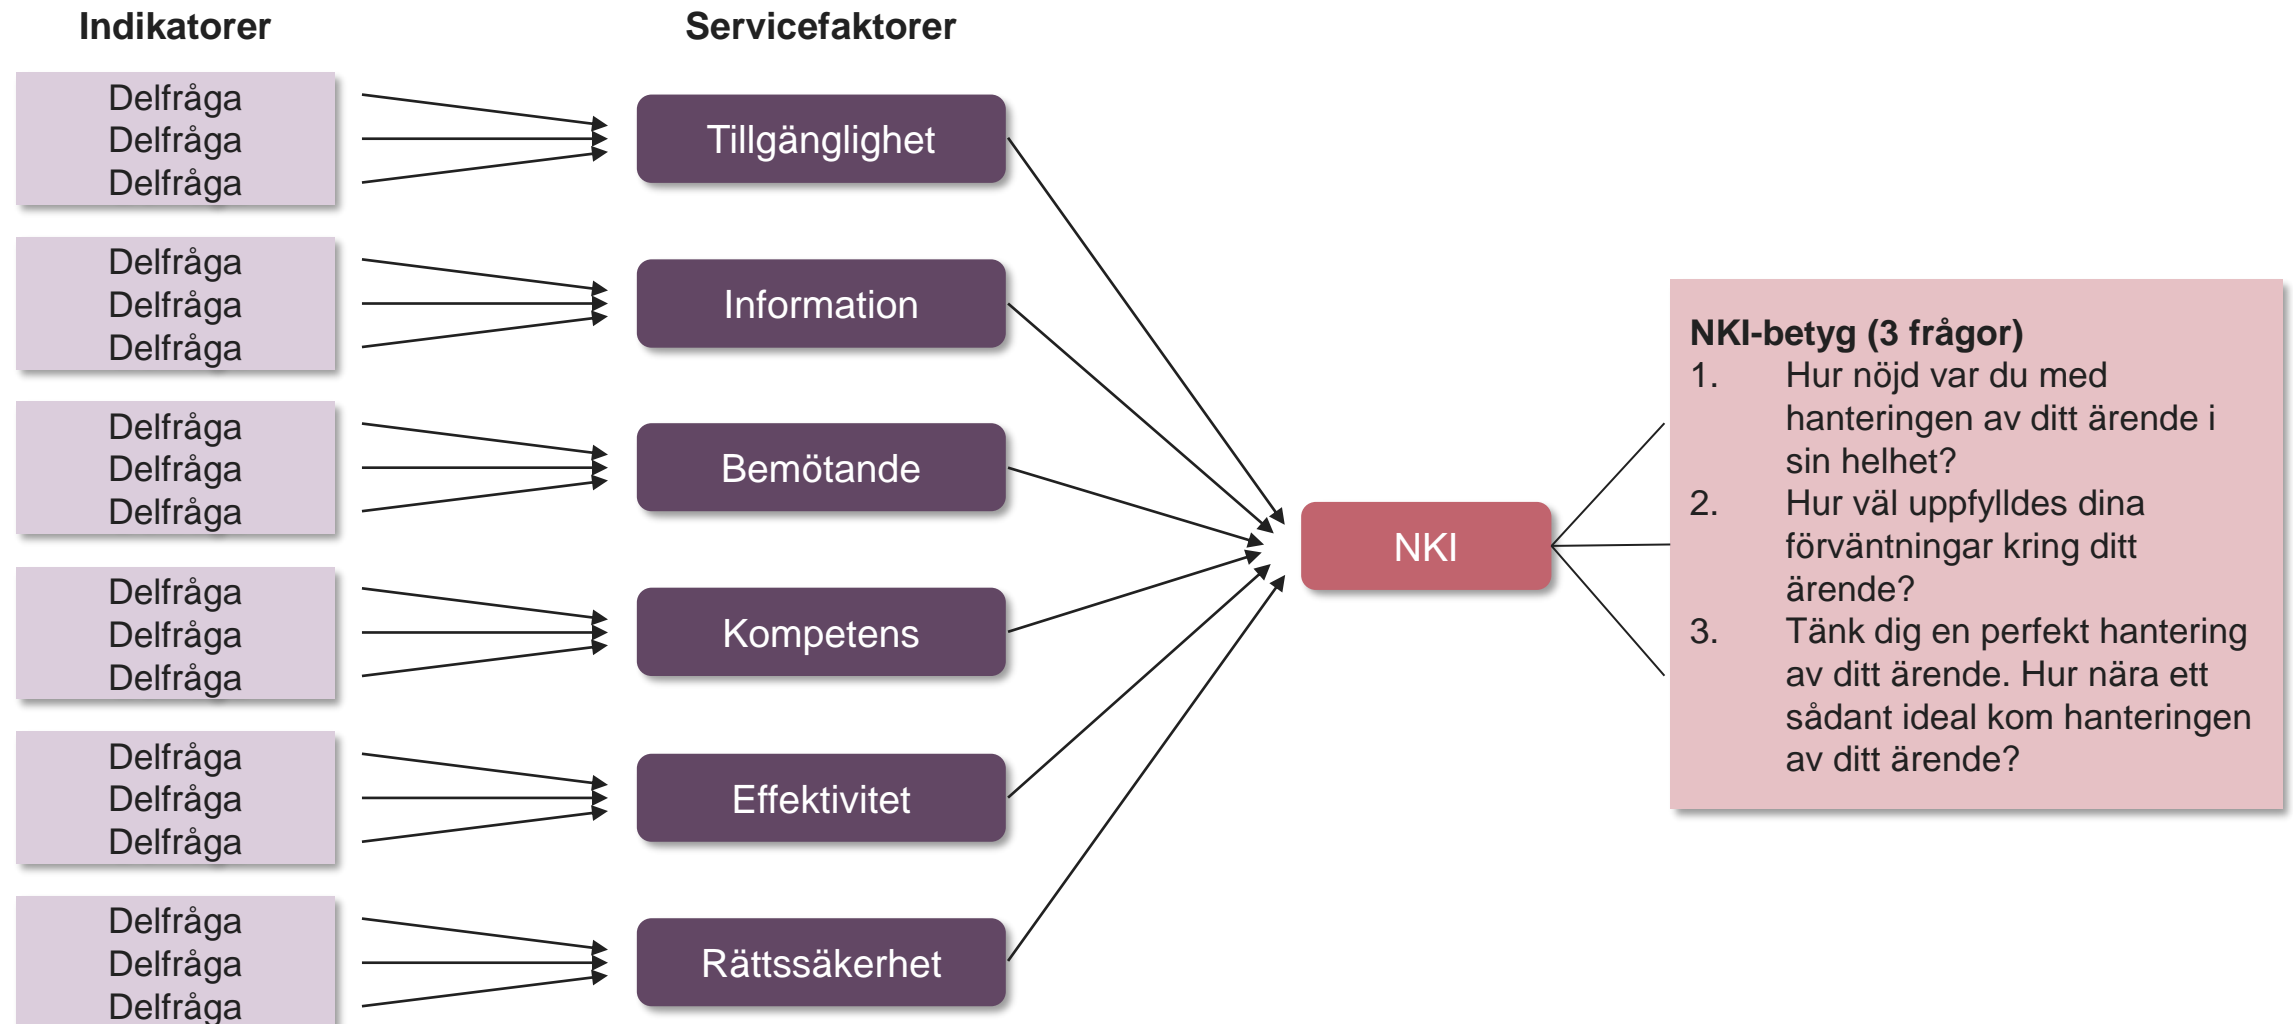 Indikatorer
Servicefaktorer
Delfråga
Delfråga
Delfråga
Tillgänglighet
Delfråga
Delfråga
Delfråga
Information
Delfråga
Delfråga
Delfråga
Bemötande
Delfråga
Delfråga
Delfråga
Kompetens
Delfråga
Delfråga
Delfråga
Effektivitet
Delfråga
Delfråga
Delfråga
Rättssäkerhet
NKI
NKI-betyg (3 frågor)
1. Hur nöjd var du med
hanteringen av ditt ärende i
sin helhet?
2. Hur väl uppfylldes dina
förväntningar kring ditt
ärende?
3. Tänk dig en perfekt hantering
av ditt ärende. Hur nära ett
sådant ideal kom hanteringen
av ditt ärende?